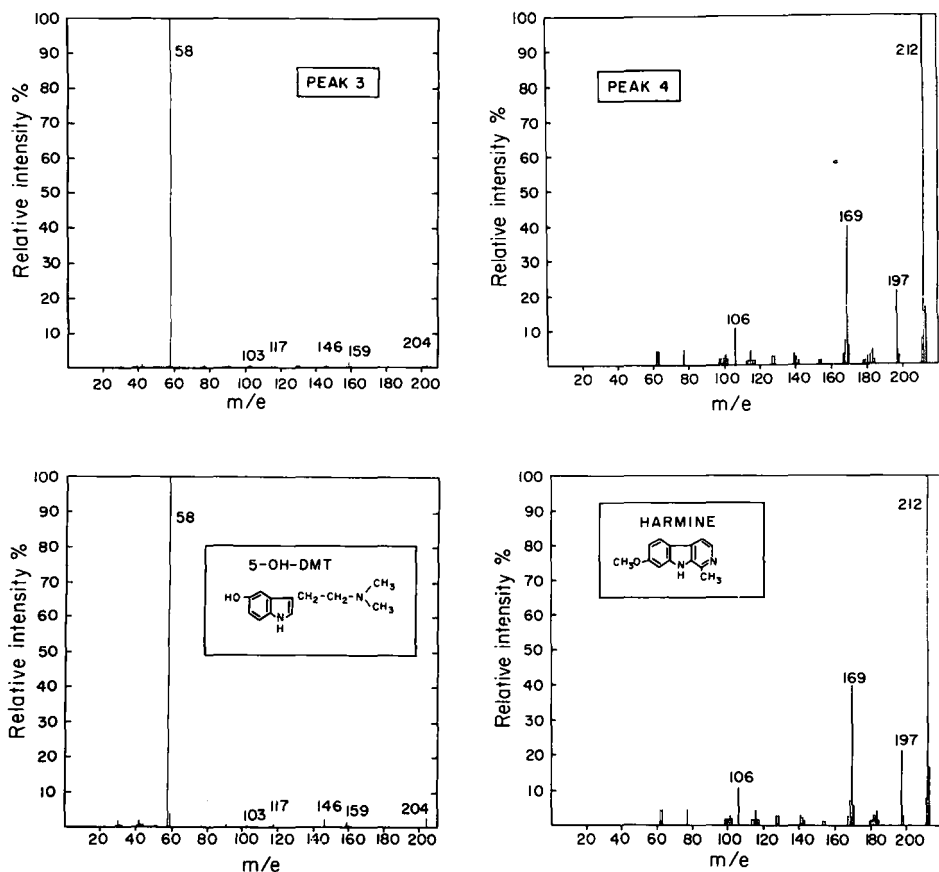 100
90
80
70
60
50
40
30
20
10
Relative intensity %
58
PEAK 3
103
117
146
159
204
20 40 60 80 100 120 140 160 180 200
m/e
100
90
80
70
60
50
40
30
20
10
Relative intensity %
212
PEAK 4
169
197
106
20 40 60 80 100 120 140 160 180 200
m/e
100
90
80
70
60
50
40
30
20
10
Relative intensity %
58
5-OH-DMT
HO
CH2-CH2-N
CH3
CH3
N
H
103
117
146
159
204
20 40 60 80 100 120 140 160 180 200
m/e
100
90
80
70
60
50
40
30
20
10
Relative intensity %
212
HARMINE
CH3O
N
H
N
CH3
169
197
106
20 40 60 80 100 120 140 160 180 200
m/e